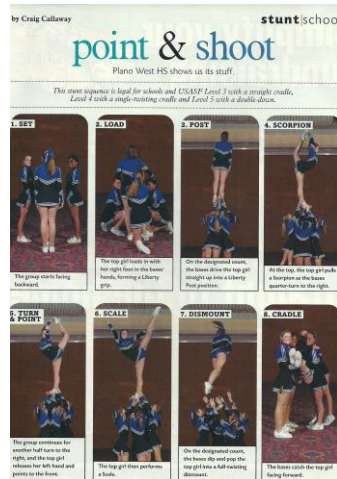 by Craig Callaway
stunt school
point & shoot
Plano West HS shows us its stuff.
This stunt sequence is legal for schools and USASF Level 3 with a straight cradle,
Level 4 with a single-twisting cradle and Level 5 with a double-down.
1. SET
2. LOAD
3. POST
4. SCORPION
The group starts facing
backward.
The top girl loads in with
her right foot in the bases'
hands, forming a Liberty
grip.
On the designated count,
the bases drive the top girl
straight up into a Liberty
Post position.
At the top, the top girl pulls
a Scorpion as the bases
quarter-turn to the right.
5. TURN
& POINT
6. SCALE
7. DISMOUNT
8. CRADLE
The group continues for
another half turn to the
right, and the top girl
releases her left hand and
points to the front.
The top girl then performs
a Scale.
On the designated count,
the bases dip and pop the
top girl into a full-twisting
dismount.
The bases catch the top girl
facing forward.